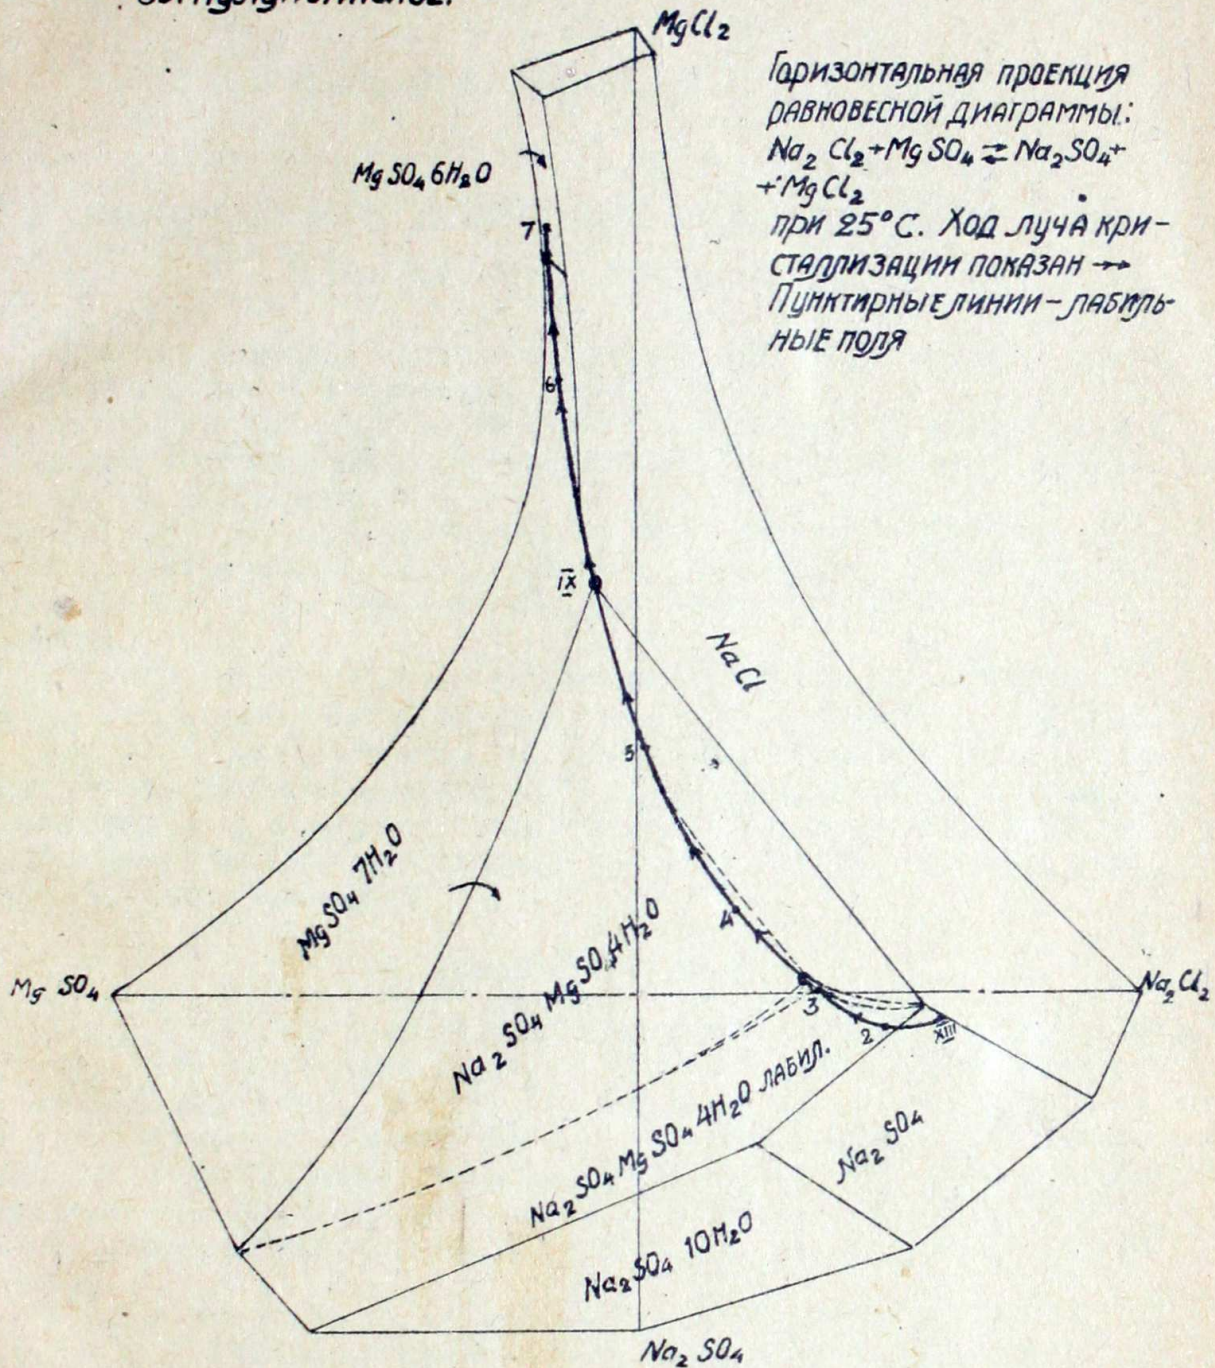 MgCl2
Горизонтальная проекция
равновесной диаграммы:
Na2 Cl2+MgSO4 ⇄ Na2SO4+
+MgCl2
при 25°C. Ход луча кри-
сталлизации показан →→
Пунктирные линии – лабиль-
ные поля
MgSO4 6H2O
7
6
IX
NaCl
5
MgSO4 7H2O
4
Na2SO4 MgSO4 4H2O
Mg SO4
Na2Cl2
3
2
XIII
Na2SO4 MgSO4 4H2O ЛАБИЛ.
Na2SO4
Na2SO4 10H2O
Na2 SO4